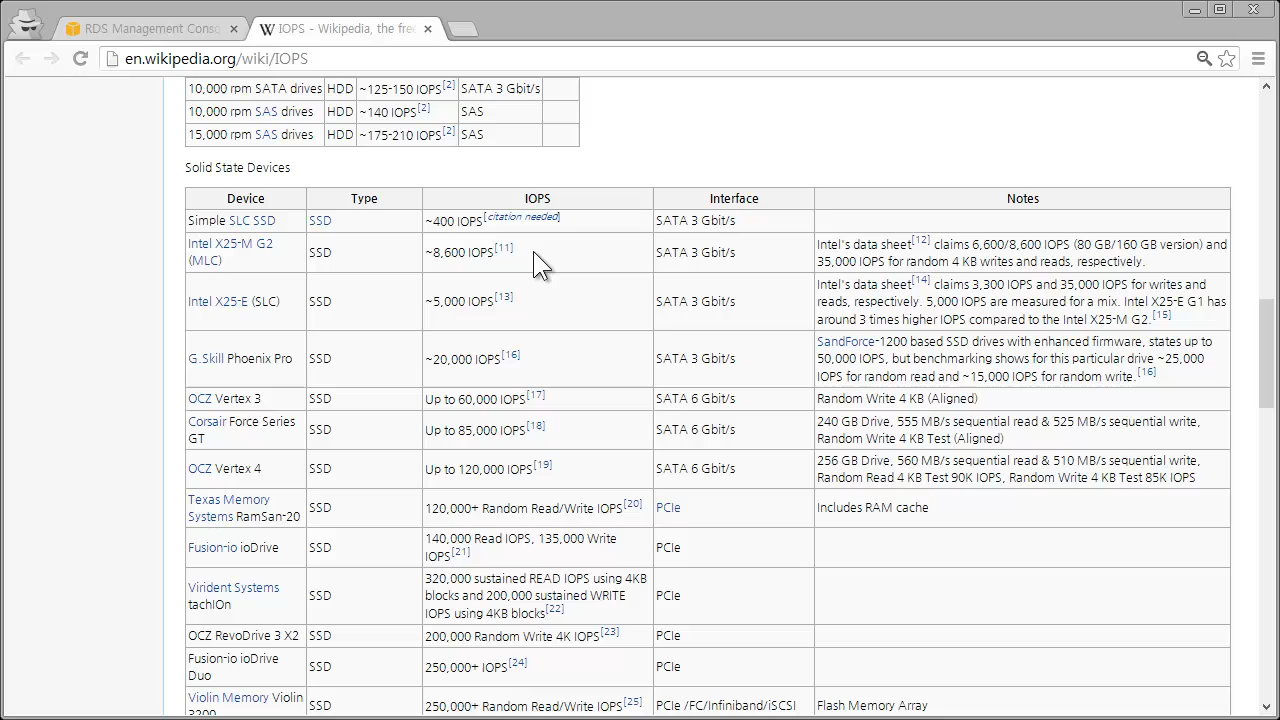 RDS Management Conso
IOPS - Wikipedia, the free
en.wikipedia.org/wiki/IOPS
10,000 rpm SATA drives HDD ~125-150 IOPS[2] SATA 3 Gbit/s
10,000 rpm SAS drives HDD ~140 IOPS[2] SAS
15,000 rpm SAS drives HDD ~175-210 IOPS[2] SAS
Solid State Devices
Device Type IOPS Interface Notes
Simple SLC SSD SSD ~400 IOPS[citation needed] SATA 3 Gbit/s
Intel X25-M G2
(MLC)
SSD ~8,600 IOPS[11] SATA 3 Gbit/s
Intel's data sheet[12] claims 6,600/8,600 IOPS (80 GB/160 GB version) and
35,000 IOPS for random 4 KB writes and reads, respectively.
Intel X25-E (SLC) SSD ~5,000 IOPS[13] SATA 3 Gbit/s
Intel's data sheet[14] claims 3,300 IOPS and 35,000 IOPS for writes and
reads, respectively. 5,000 IOPS are measured for a mix. Intel X25-E G1 has
around 3 times higher IOPS compared to the Intel X25-M G2.[15]
G.Skill Phoenix Pro SSD ~20,000 IOPS[16] SATA 3 Gbit/s
SandForce-1200 based SSD drives with enhanced firmware, states up to
50,000 IOPS, but benchmarking shows for this particular drive ~25,000
IOPS for random read and ~15,000 IOPS for random write.[16]
OCZ Vertex 3 SSD Up to 60,000 IOPS[17] SATA 6 Gbit/s Random Write 4 KB (Aligned)
Corsair Force Series
GT
SSD Up to 85,000 IOPS[18] SATA 6 Gbit/s
240 GB Drive, 555 MB/s sequential read & 525 MB/s sequential write,
Random Write 4 KB Test (Aligned)
OCZ Vertex 4 SSD Up to 120,000 IOPS[19] SATA 6 Gbit/s
256 GB Drive, 560 MB/s sequential read & 510 MB/s sequential write,
Random Read 4 KB Test 90K IOPS, Random Write 4 KB Test 85K IOPS
Texas Memory
Systems RamSan-20
SSD 120,000+ Random Read/Write IOPS[20] PCIe Includes RAM cache
Fusion-io ioDrive SSD
140,000 Read IOPS, 135,000 Write
IOPS[21]
PCIe
Virident Systems
tachIOn
SSD
320,000 sustained READ IOPS using 4KB
blocks and 200,000 sustained WRITE
IOPS using 4KB blocks[22]
PCIe
OCZ RevoDrive 3 X2 SSD 200,000 Random Write 4K IOPS[23] PCIe
Fusion-io ioDrive
Duo
SSD 250,000+ IOPS[24] PCIe
Violin Memory Violin
3200
SSD 250,000+ Random Read/Write IOPS[25] PCIe /FC/Infiniband/iSCSI Flash Memory Array